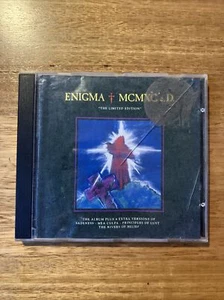 ENIGMA † MCMXC a.D.
"THE LIMITED EDITION"
THE ALBUM PLUS 4 EXTRA VERSIONS OF
SADENESS · MEA CULPA · PRINCIPLES OF LUST
THE RIVERS OF BELIEF